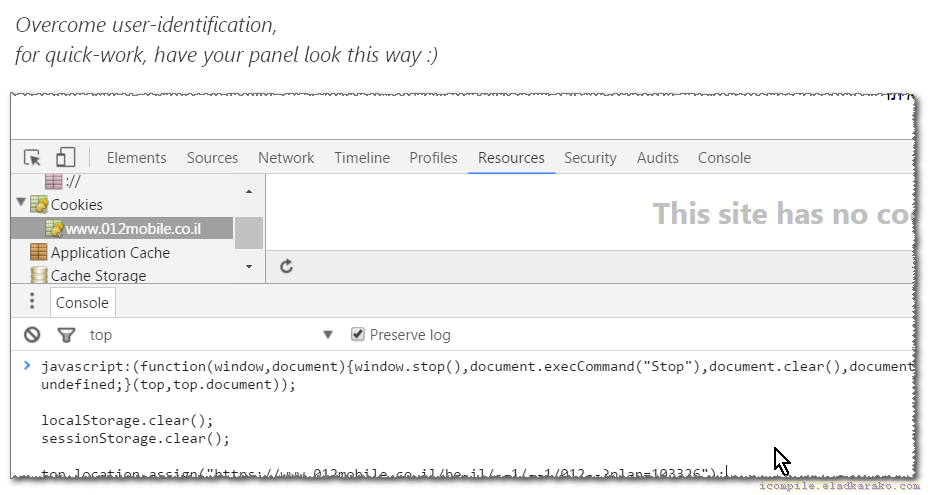 Overcome user-identification,
for quick-work, have your panel look this way :)
Elements Sources Network Timeline Profiles Resources Security Audits Console
://
Cookies
www.012mobile.co.il
This site has no
Application Cache
Cache Storage
Console
top Preserve log
javascript:(function(window,document){window.stop(),document.execCommand("Stop"),document.clear(),document
undefined;}(top,top.document));
localStorage.clear();
sessionStorage.clear();
top.location.assign("https://www.012mobile.co.il/he-il/--1/--1/012--?plan=103326");
icompile.eladkarako.com